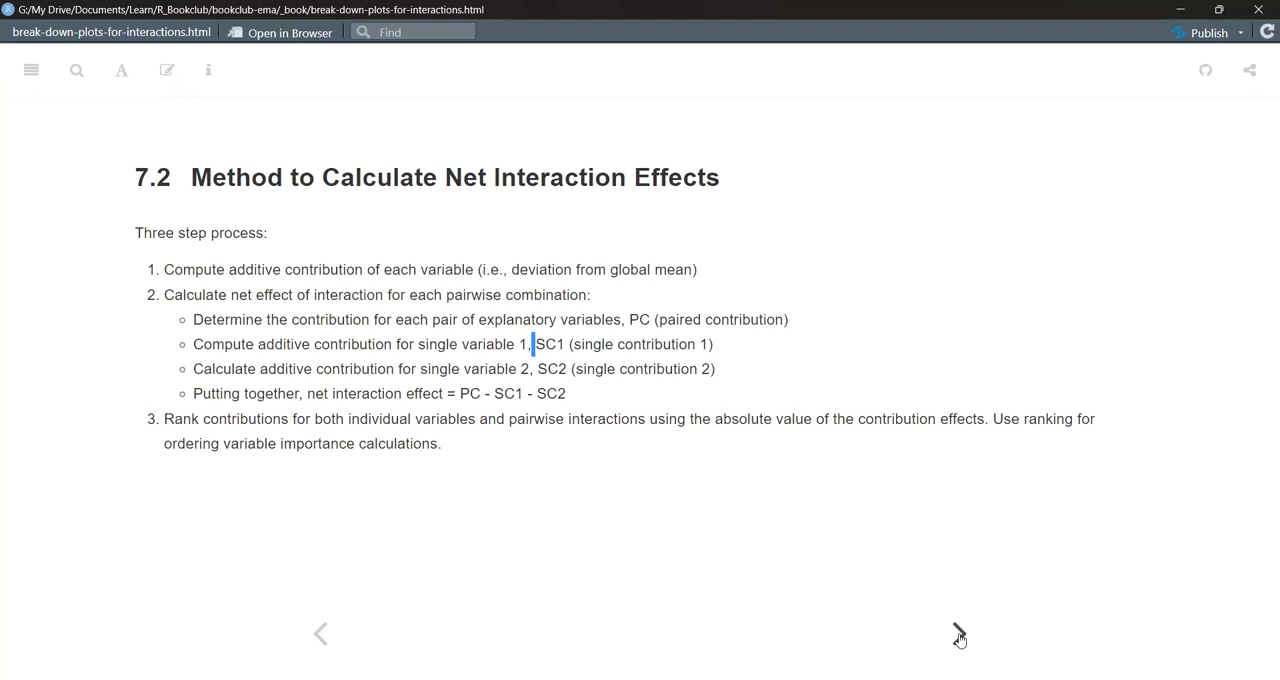 G:/My Drive/Documents/Learn/R_Bookclub/bookclub-ema/_book/break-down-plots-for-interactions.html
break-down-plots-for-interactions.html Open in Browser Find Publish
7.2 Method to Calculate Net Interaction Effects
Three step process:
1. Compute additive contribution of each variable (i.e., deviation from global mean)
2. Calculate net effect of interaction for each pairwise combination:
Determine the contribution for each pair of explanatory variables, PC (paired contribution)
Compute additive contribution for single variable 1, SC1 (single contribution 1)
Calculate additive contribution for single variable 2, SC2 (single contribution 2)
Putting together, net interaction effect = PC - SC1 - SC2
3. Rank contributions for both individual variables and pairwise interactions using the absolute value of the contribution effects. Use ranking for
ordering variable importance calculations.